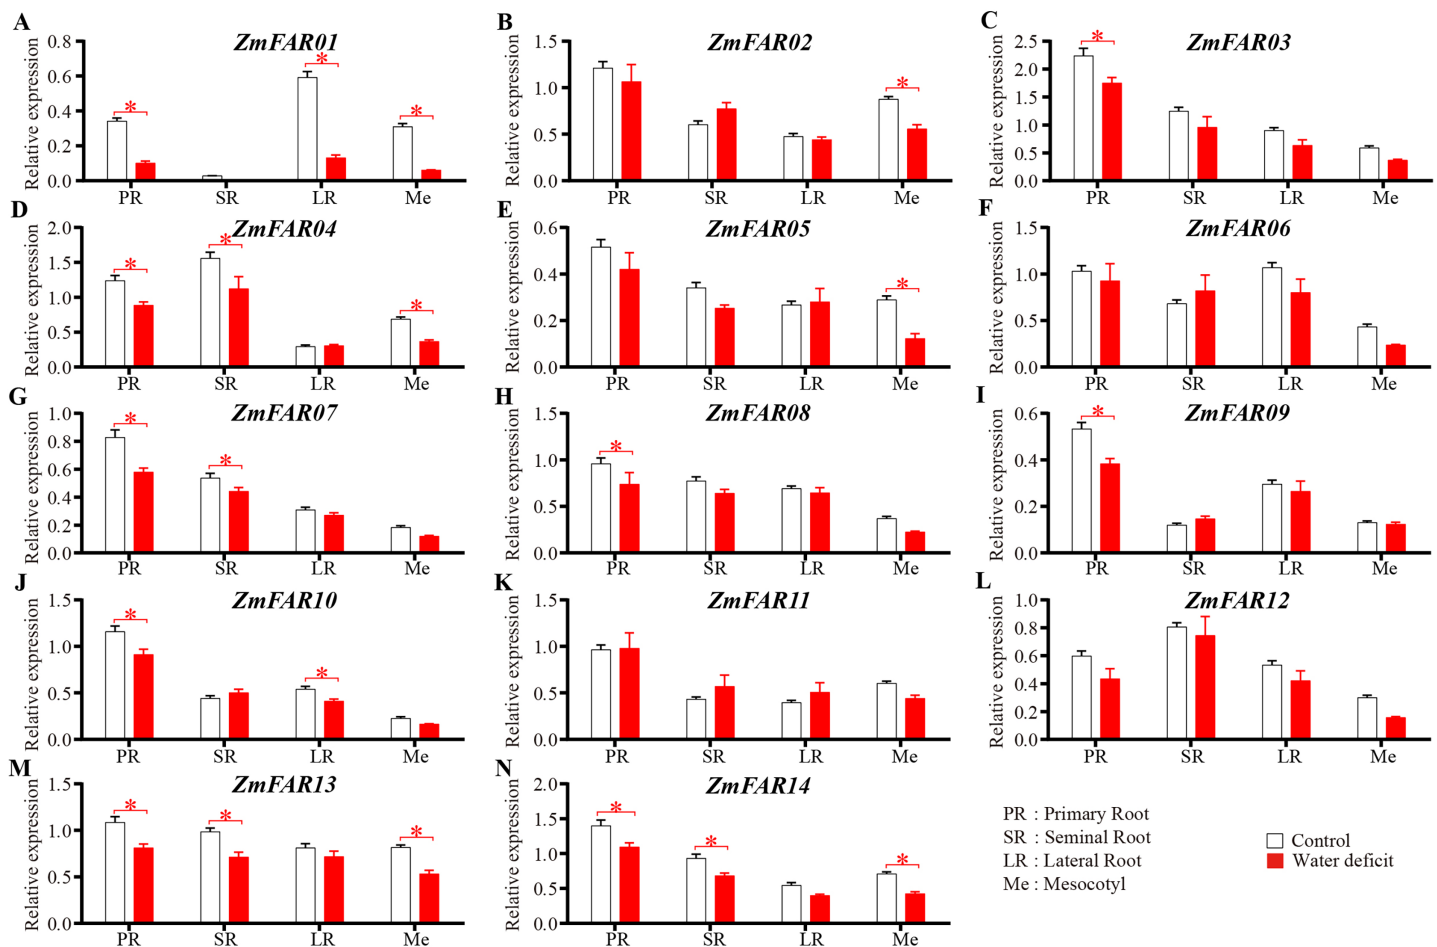 A
ZmFAR01
Relative expression
0.8
0.6
0.4
0.2
0.0
*
*
*
PR SR LR Me
B
ZmFAR02
Relative expression
1.5
1.0
0.5
0.0
*
PR SR LR Me
C
ZmFAR03
Relative expression
2.5
2.0
1.5
1.0
0.5
0.0
*
PR SR LR Me
D
ZmFAR04
Relative expression
2.0
1.5
1.0
0.5
0.0
*
*
*
PR SR LR Me
E
ZmFAR05
Relative expression
0.6
0.4
0.2
0.0
*
PR SR LR Me
F
ZmFAR06
Relative expression
1.5
1.0
0.5
0.0
PR SR LR Me
G
ZmFAR07
Relative expression
1.0
0.8
0.6
0.4
0.2
0.0
*
*
PR SR LR Me
H
ZmFAR08
Relative expression
1.5
1.0
0.5
0.0
*
PR SR LR Me
I
ZmFAR09
Relative expression
0.6
0.4
0.2
0.0
*
PR SR LR Me
J
ZmFAR10
Relative expression
1.5
1.0
0.5
0.0
*
*
PR SR LR Me
K
ZmFAR11
Relative expression
1.5
1.0
0.5
0.0
PR SR LR Me
L
ZmFAR12
Relative expression
1.0
0.8
0.6
0.4
0.2
0.0
PR SR LR Me
M
ZmFAR13
Relative expression
1.5
1.0
0.5
0.0
*
*
*
PR SR LR Me
N
ZmFAR14
Relative expression
2.0
1.5
1.0
0.5
0.0
*
*
*
PR SR LR Me
PR : Primary Root
SR : Seminal Root
LR : Lateral Root
Me : Mesocotyl
Control
Water deficit